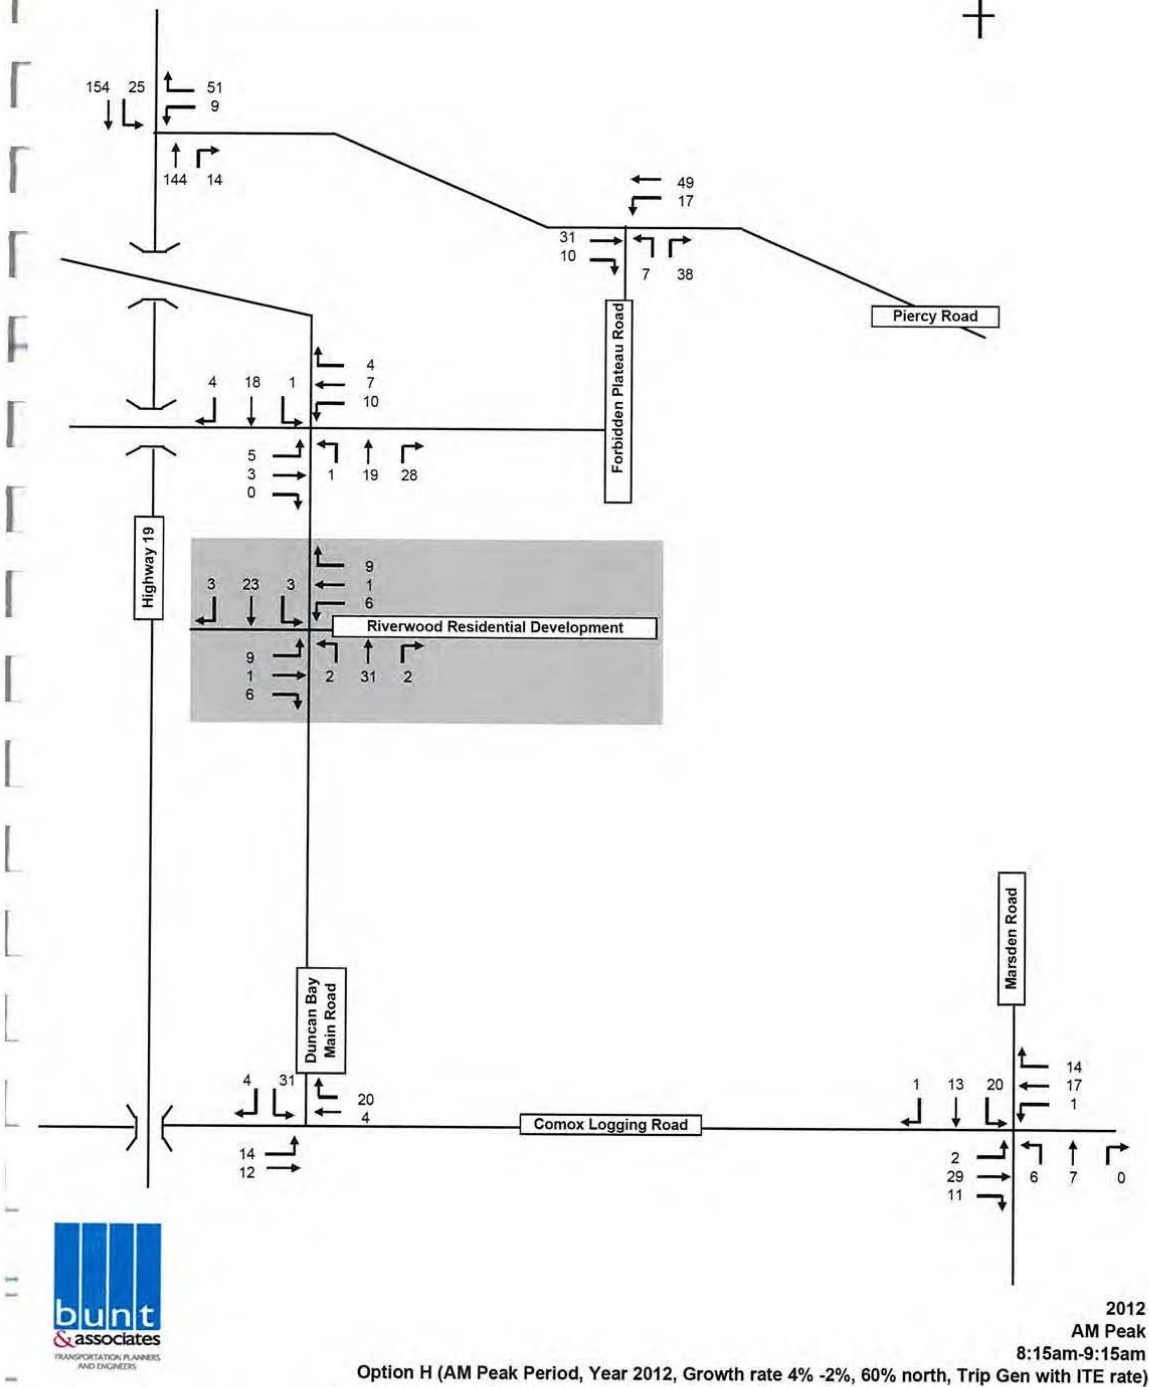 154 25 51
9
144 14
49
17
31
10
7 38
Piercy Road
Forbidden Plateau Road
4
4 18 1 7
10
5
3 1 19 28
0
Highway 19
9
3 23 3 1
6
Riverwood Residential Development
9
1 2 31 2
6
Marsden Road
Duncan Bay
Main Road
4 31
20
4
14
12
Comox Logging Road
14
1 13 20 17
1
2
29 6 7 0
11
bunt
& associates
TRANSPORTATION PLANNERS
AND ENGINEERS
2012
AM Peak
8:15am-9:15am
Option H (AM Peak Period, Year 2012, Growth rate 4% -2%, 60% north, Trip Gen with ITE rate)